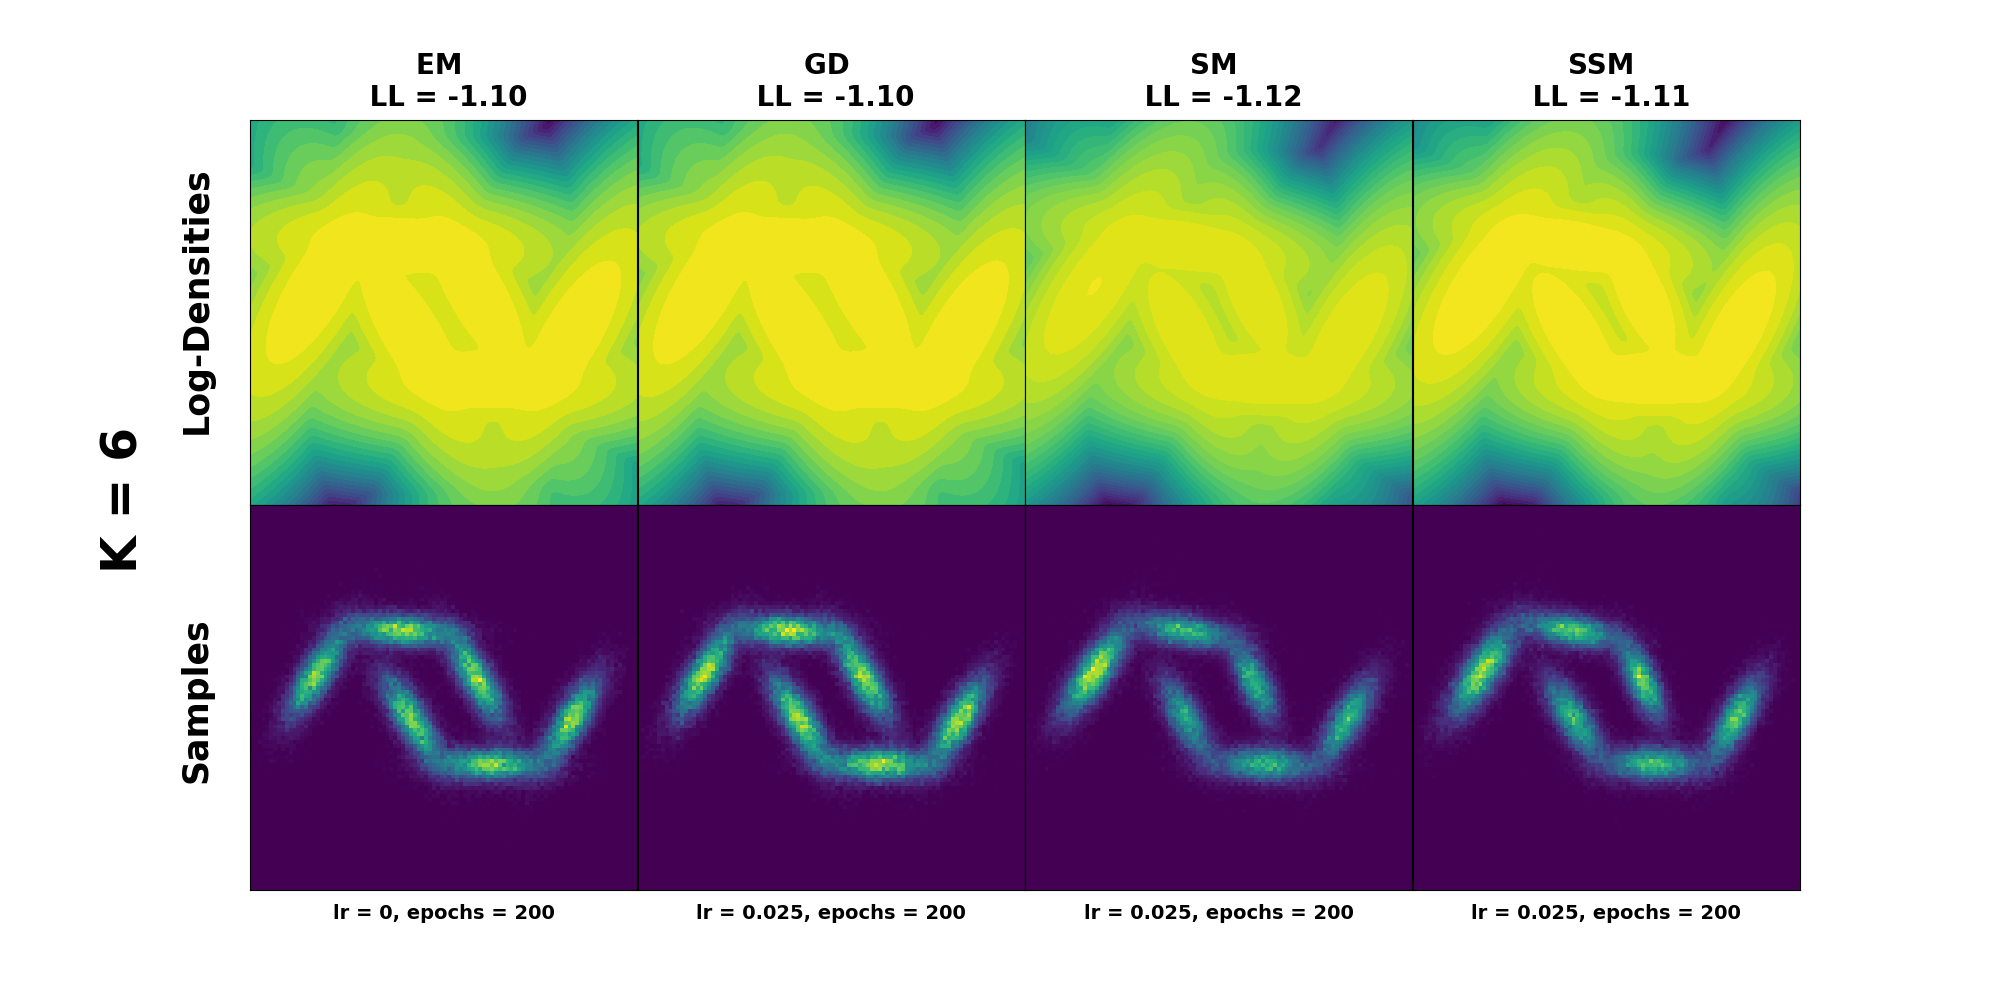 EM
LL = -1.10
GD
LL = -1.10
SM
LL = -1.12
SSM
LL = -1.11
K = 6
Log-Densities
Samples
lr = 0, epochs = 200
lr = 0.025, epochs = 200
lr = 0.025, epochs = 200
lr = 0.025, epochs = 200